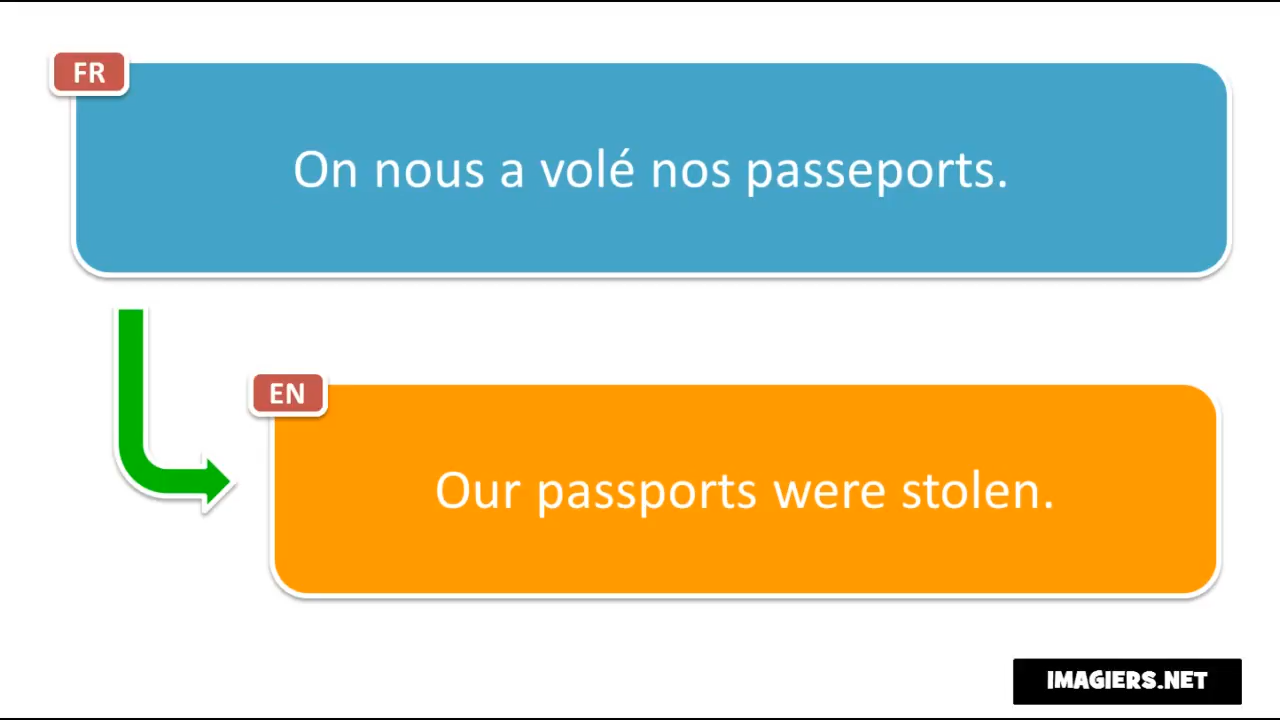 FR
On nous a volé nos passeports.
EN
Our passports were stolen.
IMAGIERS.NET